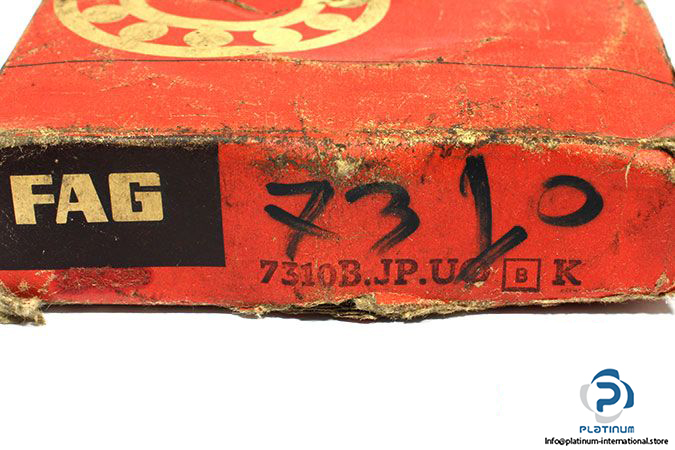 FAG
7310
7310B.JP.UO B K
PLATINUM
Info@platinum-international.store